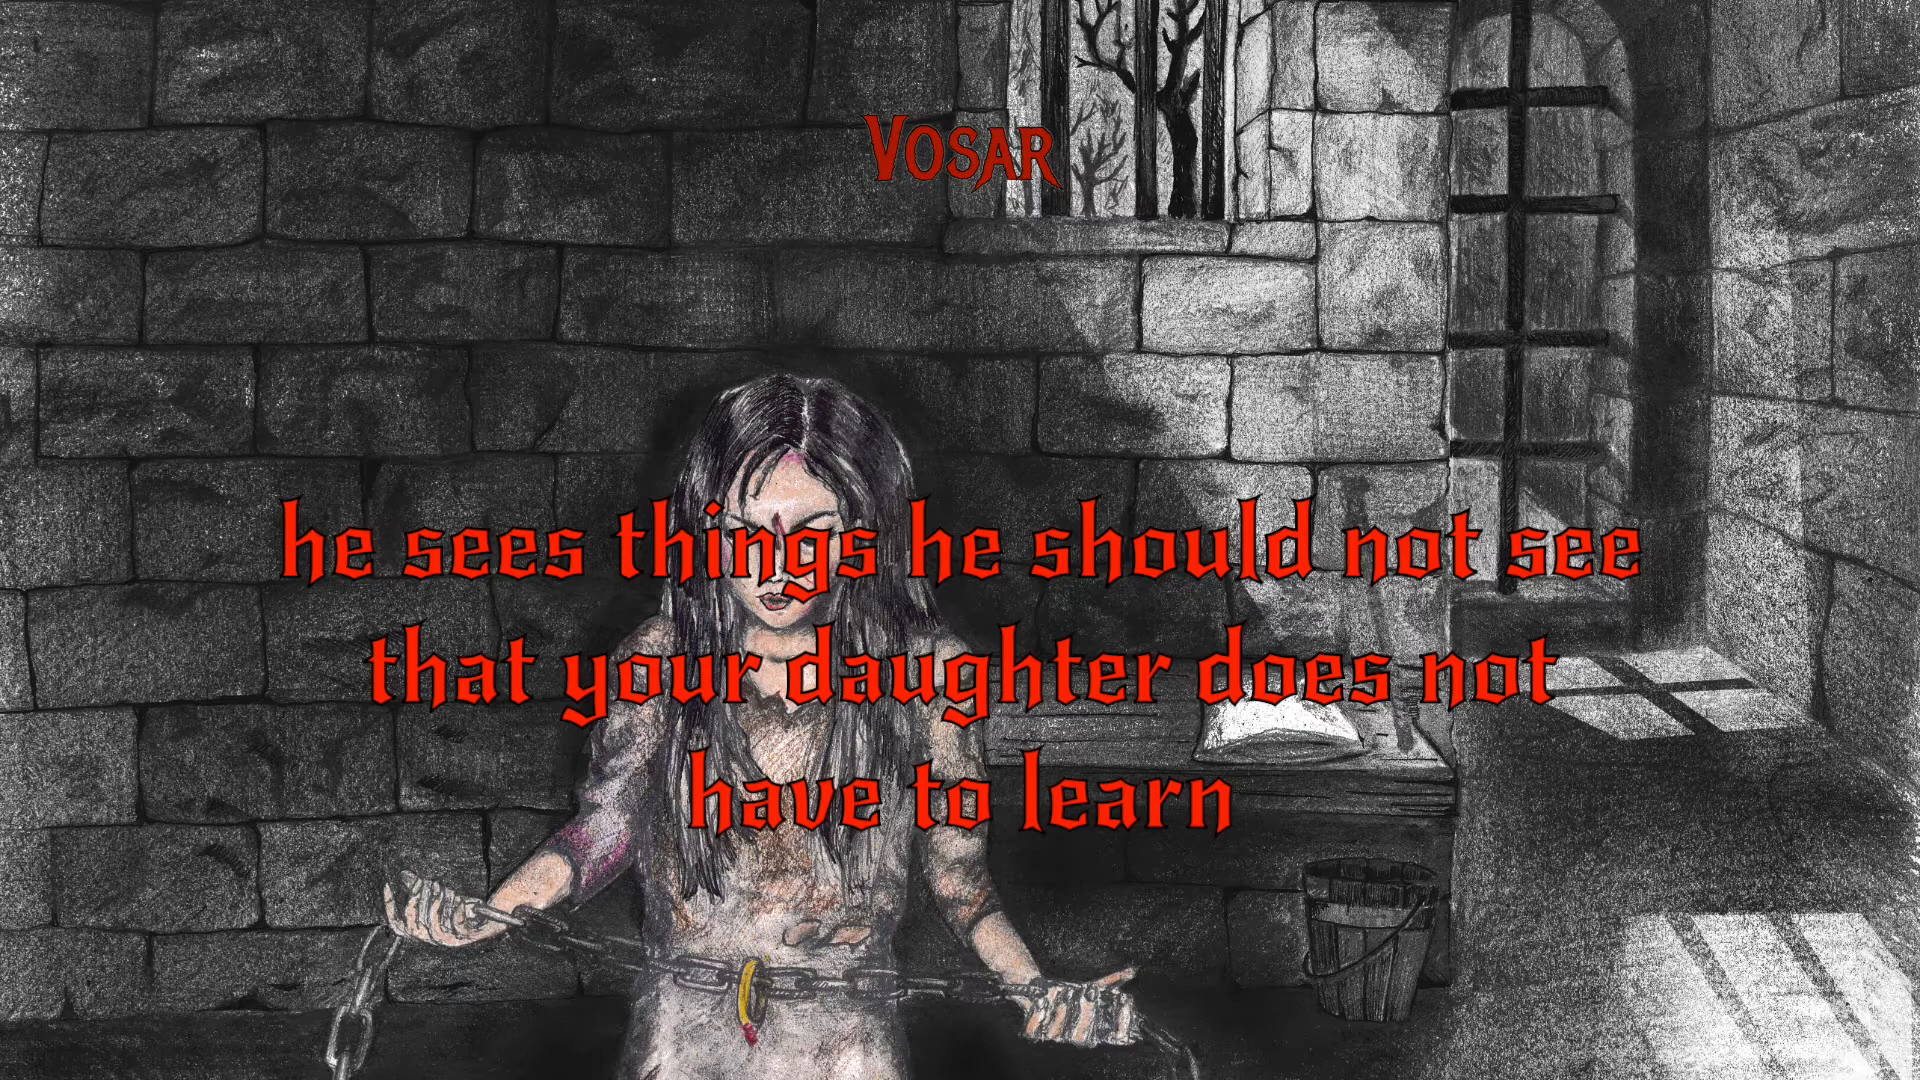 Vosar
he sees things he should not see
that your daughter does not
have to learn